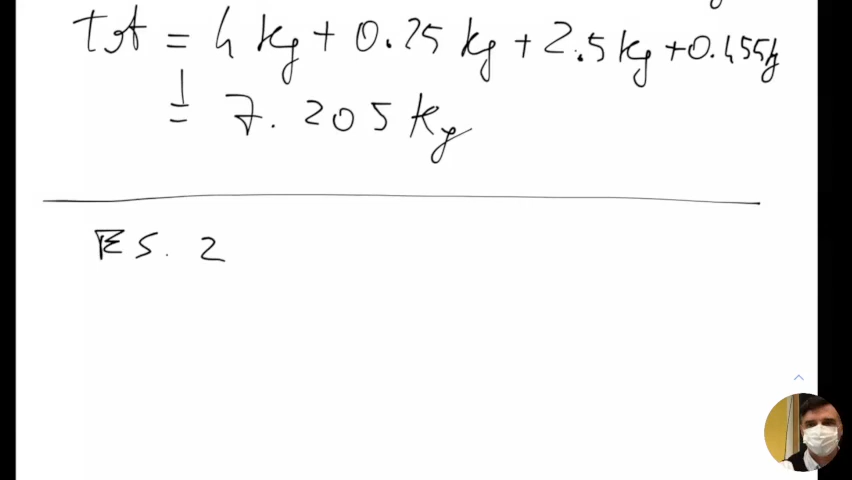 TOT = 4 Kg + 0.25 Kg + 2.5 Kg + 0.455 Kg
= 7.205 Kg
ES. 2